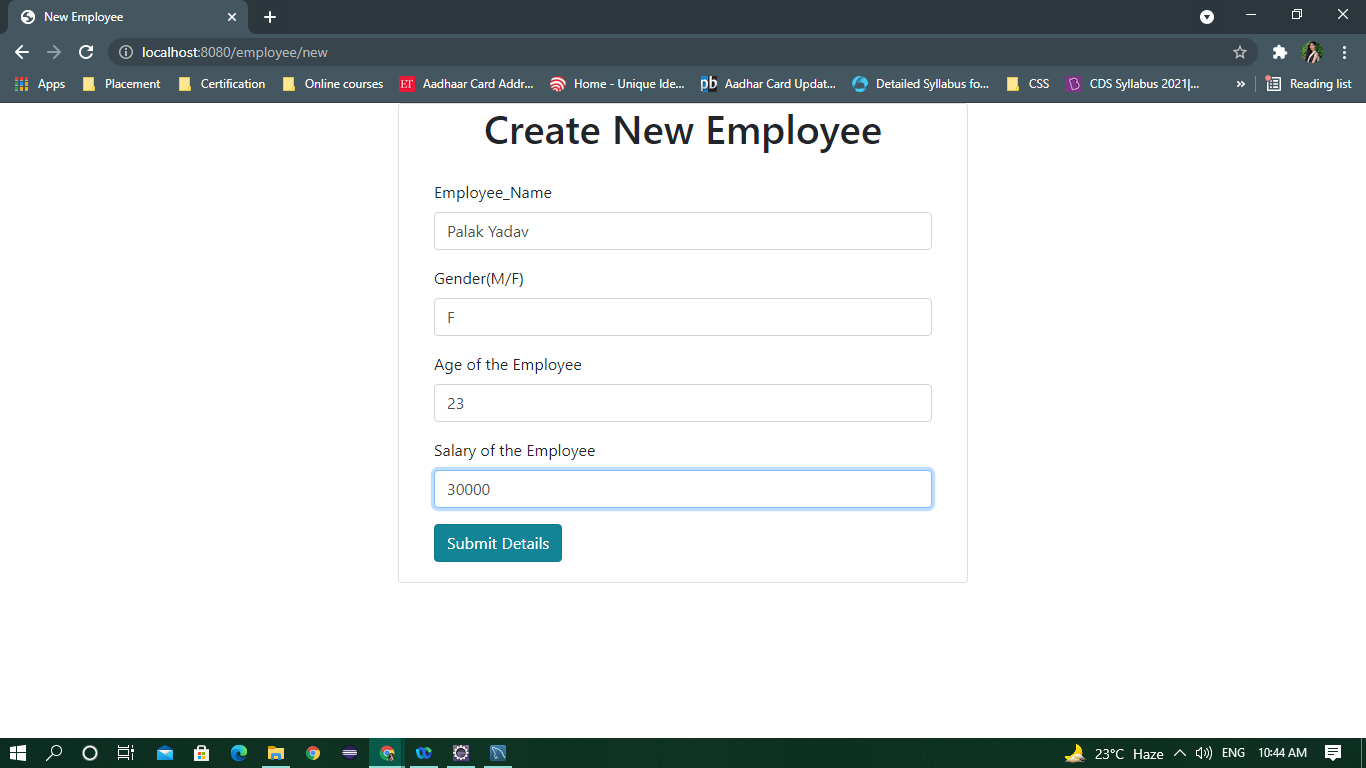 New Employee
localhost:8080/employee/new
Apps Placement Certification Online courses ET Aadhaar Card Addr... Home - Unique Ide... pb Aadhar Card Updat... Detailed Syllabus fo... CSS B CDS Syllabus 2021|... » Reading list
Create New Employee
Employee_Name
Palak Yadav
Gender(M/F)
F
Age of the Employee
23
Salary of the Employee
30000
Submit Details
23°C Haze ENG 10:44 AM